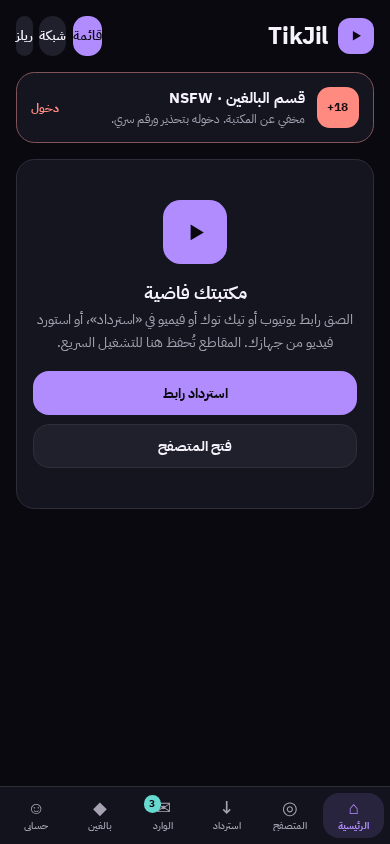 TikJil
قائمة
شبكة
ريلز
+18
قسم البالغين · NSFW
مخفي عن المكتبة. دخوله بتحذير ورقم سري.
دخول
مكتبتك فاضية
الصق رابط يوتيوب أو تيك توك أو فيميو في «استرداد»، أو استورد
فيديو من جهازك. المقاطع تُحفظ هنا للتشغيل السريع.
استرداد رابط
فتح المتصفح
3
الرئيسية
المتصفح
استرداد
الوارد
بالغين
حسابي